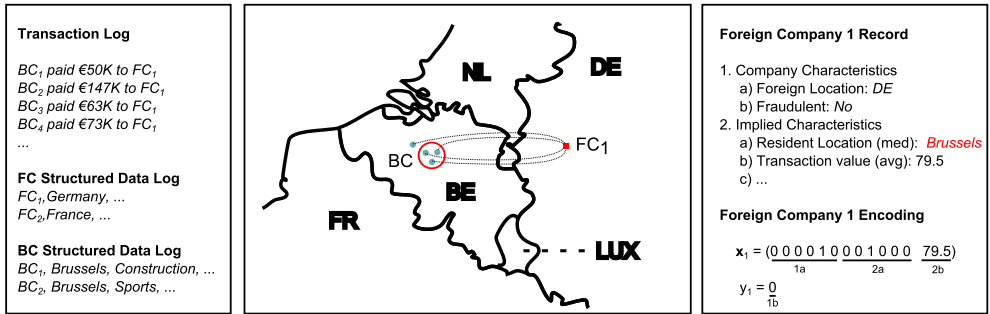 Transaction Log
BC1 paid €50K to FC1
BC2 paid €147K to FC1
BC3 paid €63K to FC1
BC4 paid €73K to FC1
...
FC Structured Data Log
FC1,Germany, ...
FC2,France, ...
BC Structured Data Log
BC1, Brussels, Construction, ...
BC2, Brussels, Sports, ...
NL
DE
FC1
BC
BE
FR
LUX
Foreign Company 1 Record
1. Company Characteristics
a) Foreign Location: DE
b) Fraudulent: No
2. Implied Characteristics
a) Resident Location (med): Brussels
b) Transaction value (avg): 79.5
c) ...
Foreign Company 1 Encoding
x1 = (0 0 0 0 1 0 0 0 1 0 0 0 79.5)
1a 2a 2b
y1 = 0
1b